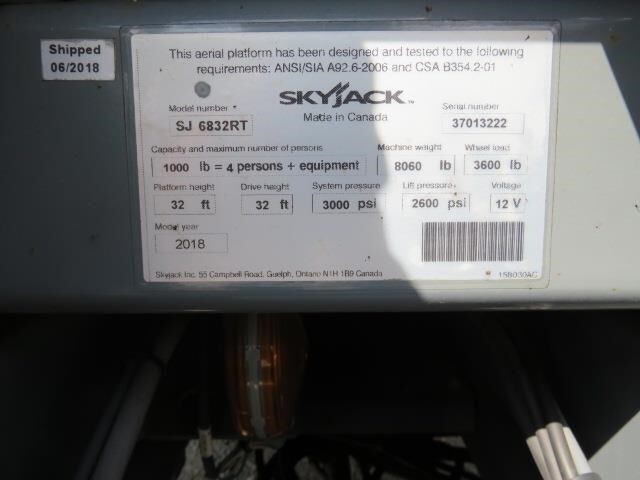 Shipped
06/2018
This aerial platform has been designed and tested to the following
requirements: ANSI/SIA A92.6-2006 and CSA B354.2-01
SKYJACK
Made in Canada
Model number Serial number
SJ 6832RT 37013222
Capacity and maximum number of persons Machine weight Wheel load
1000 lb = 4 persons + equipment 8060 lb 3600 lb
Platform height Drive height System pressure Lift pressure Voltage
32 ft 32 ft 3000 psi 2600 psi 12 V
Model year
2018
Skyjack Inc. 55 Campbell Road, Guelph, Ontario N1H 1B9 Canada 158030AC